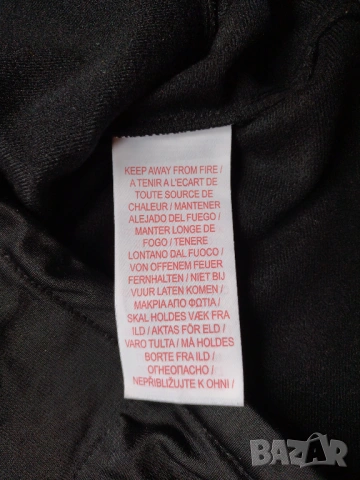 KEEP AWAY FROM FIRE /
A TENIR A L'ECART DE
TOUTE SOURCE DE
CHALEUR / MANTENER
ALEJADO DEL FUEGO /
MANTER LONGE DE
FOGO / TENERE
LONTANO DAL FUOCO /
VON OFFENEM FEUER
FERNHALTEN / NIET BIJ
VUUR LATEN KOMEN /
ΜΑΚΡΙΑ ΑΠΟ ΦΩΤΙΑ /
SKAL HOLDES VÆK FRA
ILD / AKTAS FÖR ELD /
VARO TULTA / MÅ HOLDES
BORTE FRA ILD /
ОГНЕОПАСНО /
NEPŘIBLIŽUJTE K OHNI /
BAZAR
bg